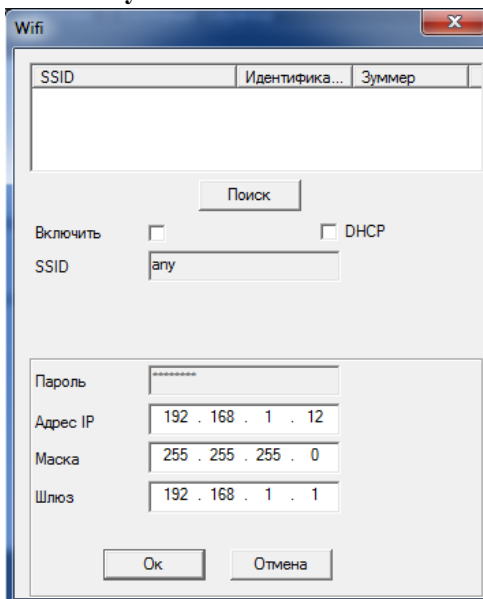 Wifi
SSID Идентифика... Зуммер
Поиск
Включить DHCP
SSID any
Пароль ********
Адрес IP 192 . 168 . 1 . 12
Маска 255 . 255 . 255 . 0
Шлюз 192 . 168 . 1 . 1
Ок Отмена